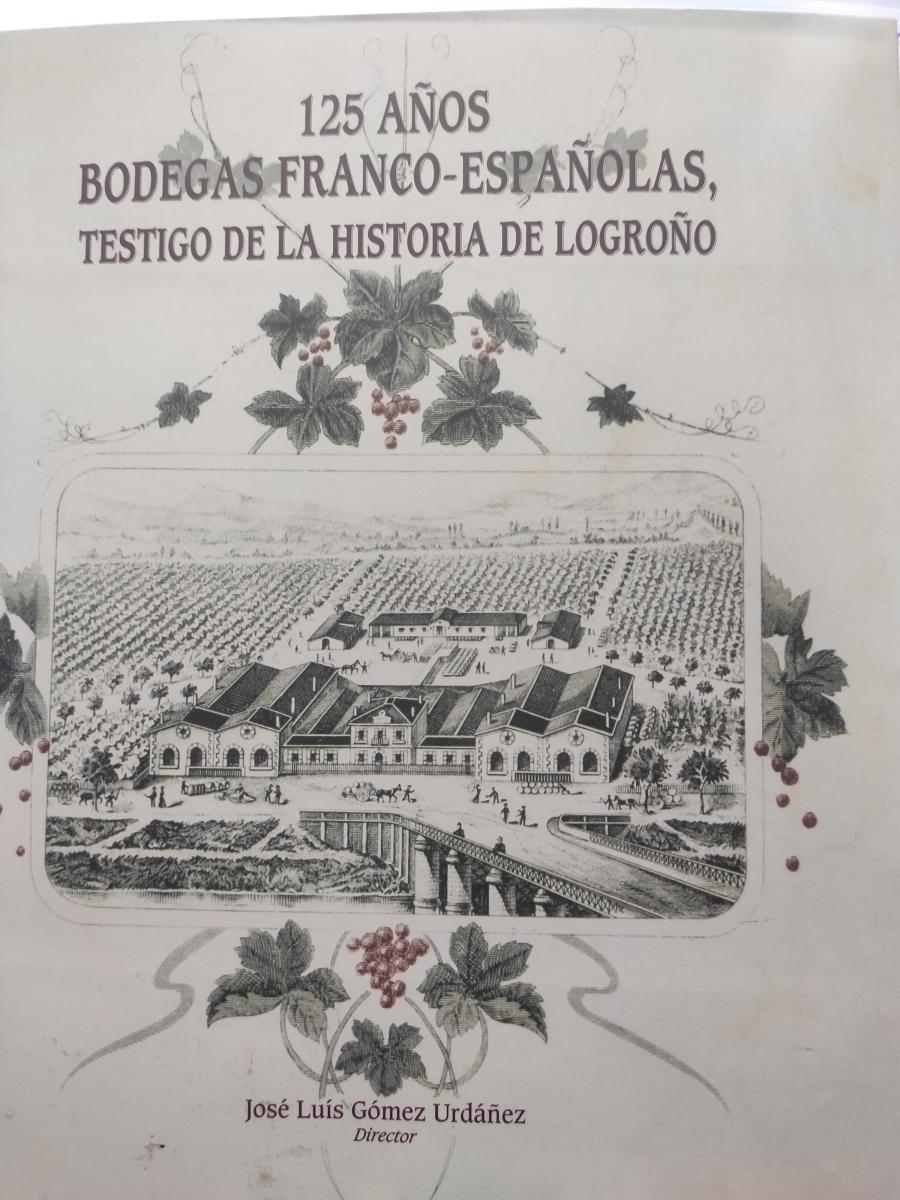 125 AÑOS
BODEGAS FRANCO-ESPAÑOLAS,
TESTIGO DE LA HISTORIA DE LOGROÑO
José Luís Gómez Urdáñez
Director